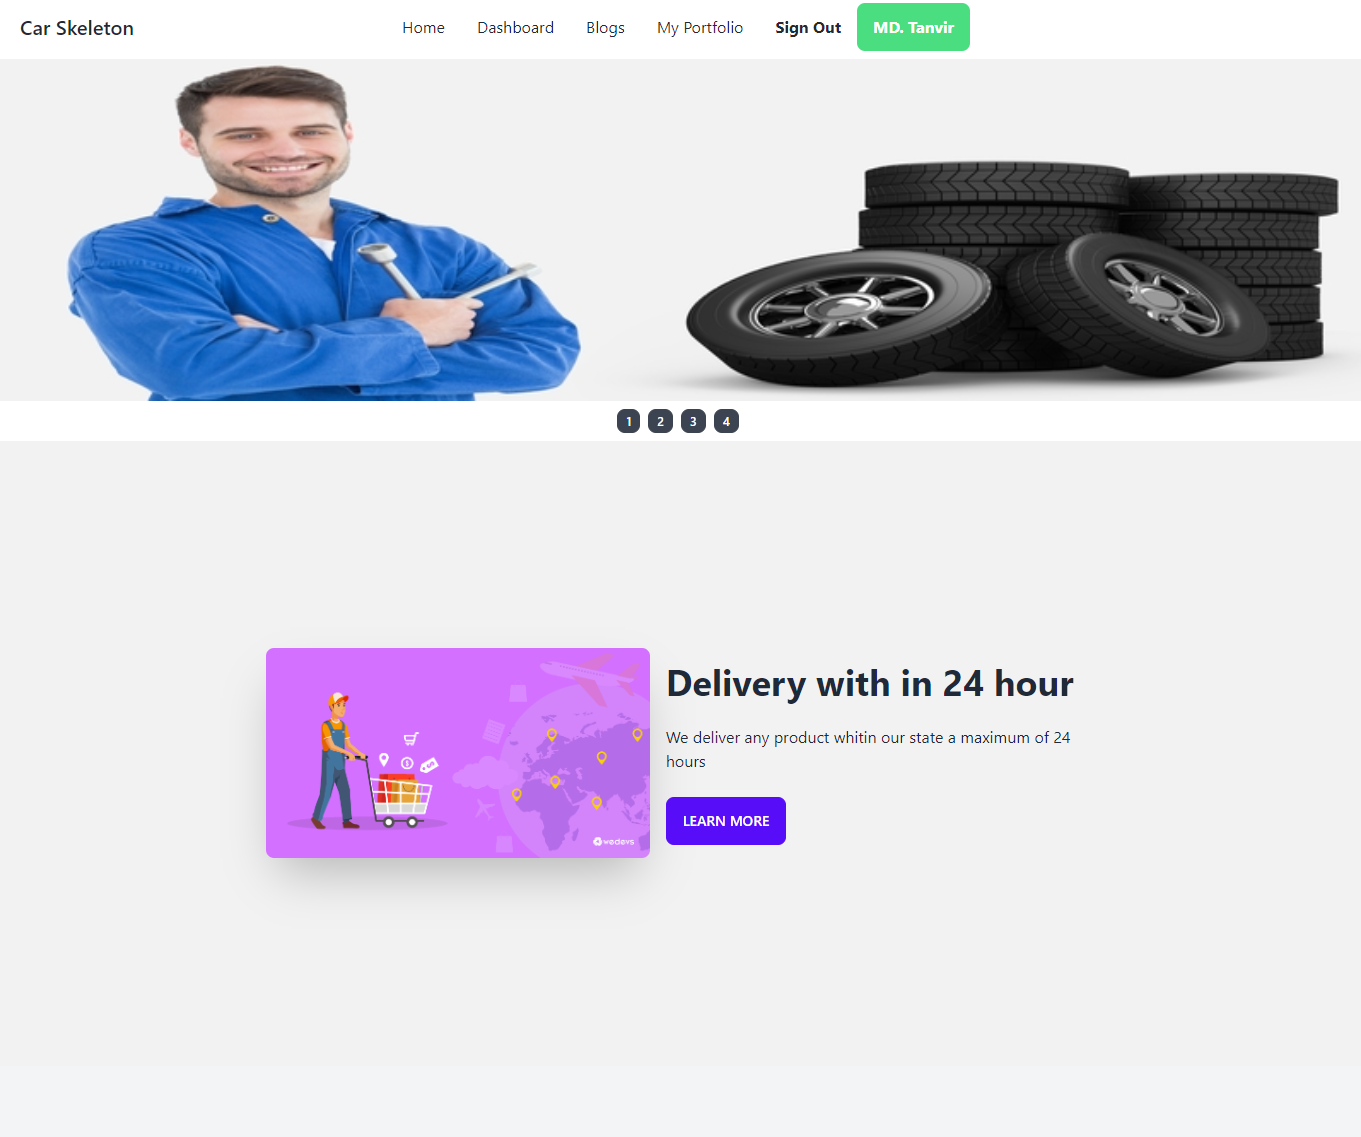 Car Skeleton
Home Dashboard Blogs My Portfolio Sign Out MD. Tanvir
1 2 3 4
wedevs
Delivery with in 24 hour
We deliver any product whitin our state a maximum of 24
hours
LEARN MORE